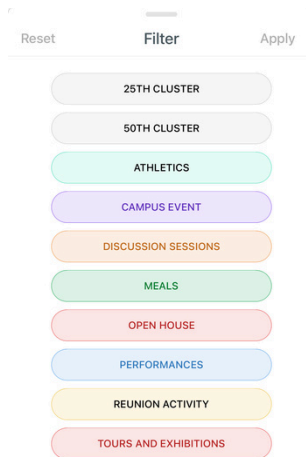 Reset Filter Apply
25TH CLUSTER
50TH CLUSTER
ATHLETICS
CAMPUS EVENT
DISCUSSION SESSIONS
MEALS
OPEN HOUSE
PERFORMANCES
REUNION ACTIVITY
TOURS AND EXHIBITIONS